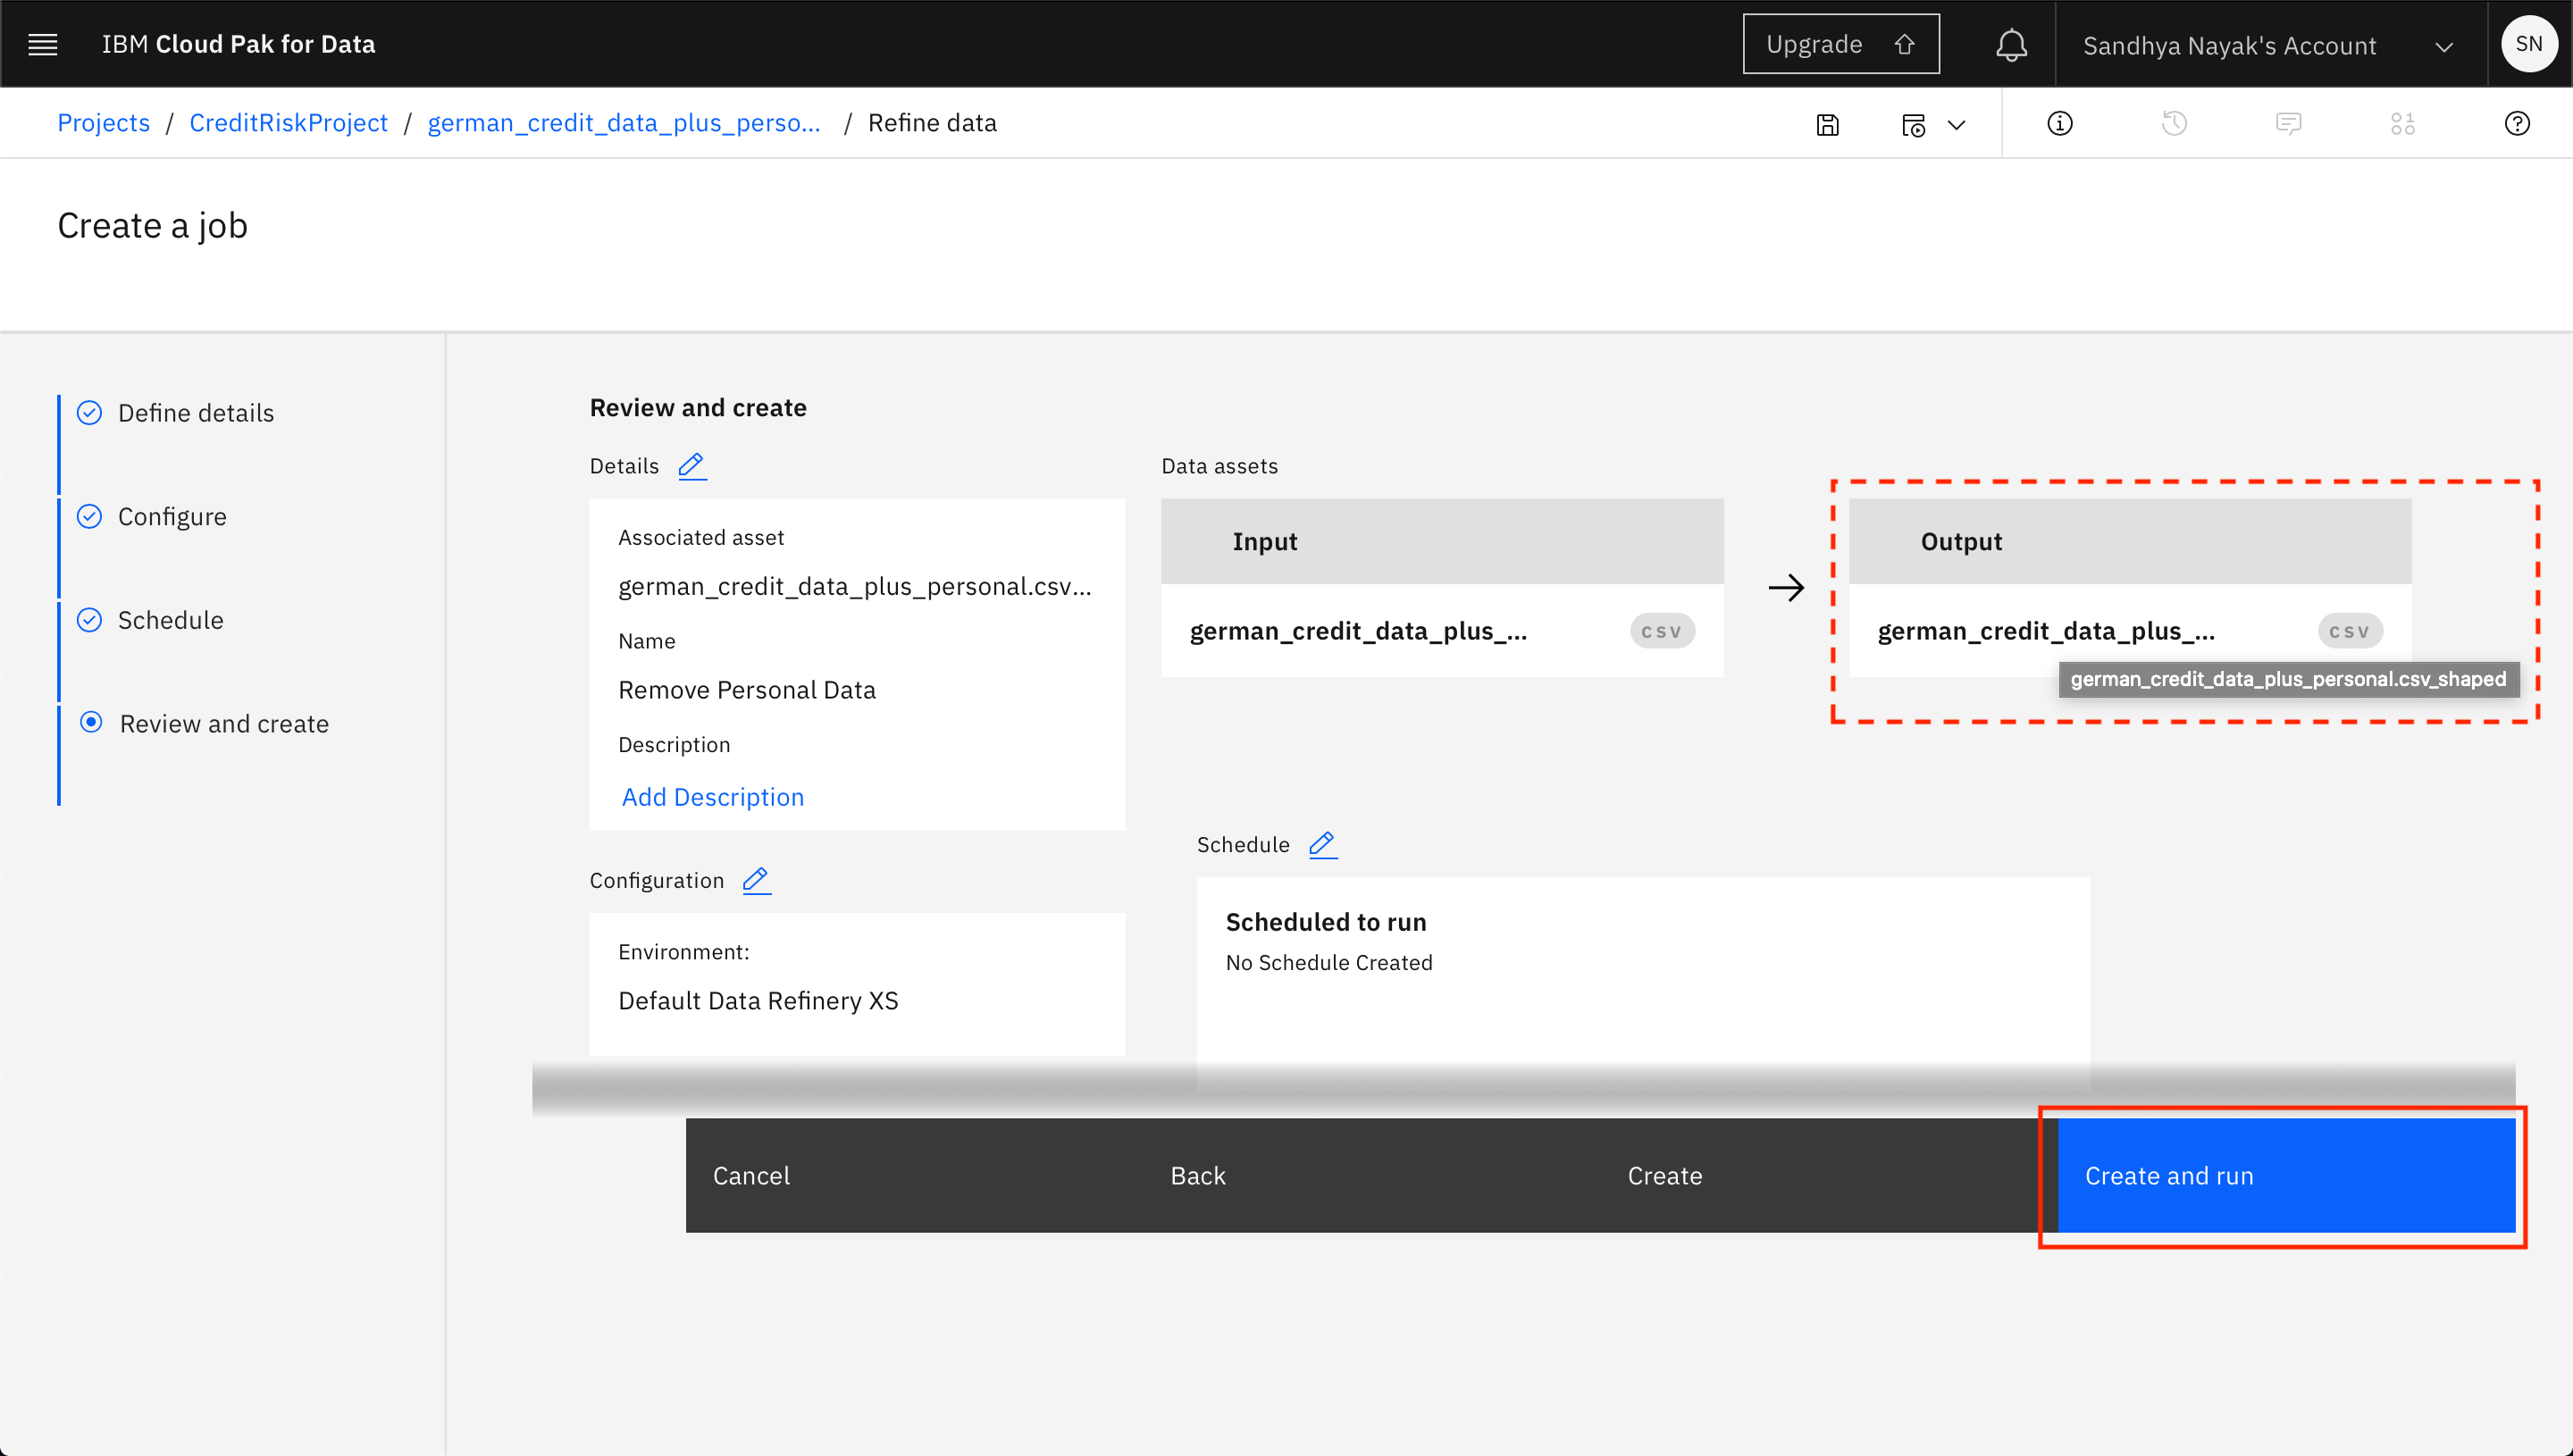 IBM Cloud Pak for Data
Upgrade
Sandhya Nayak's Account
SN
Projects / CreditRiskProject / german_credit_data_plus_perso... / Refine data
Create a job
Define details
Configure
Schedule
Review and create
Review and create
Details
Associated asset
german_credit_data_plus_personal.csv...
Name
Remove Personal Data
Description
Add Description
Configuration
Environment:
Default Data Refinery XS
Data assets
Input
german_credit_data_plus_...
CSV
Output
german_credit_data_plus_...
CSV
german_credit_data_plus_personal.csv_shaped
Schedule
Scheduled to run
No Schedule Created
Cancel
Back
Create
Create and run